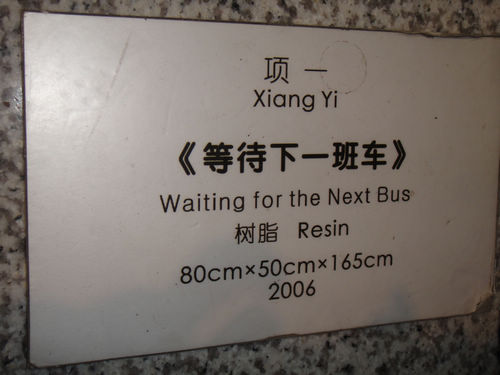 项一
Xiang Yi
《等待下一班车》
Waiting for the Next Bus
树脂 Resin
80cm×50cm×165cm
2006